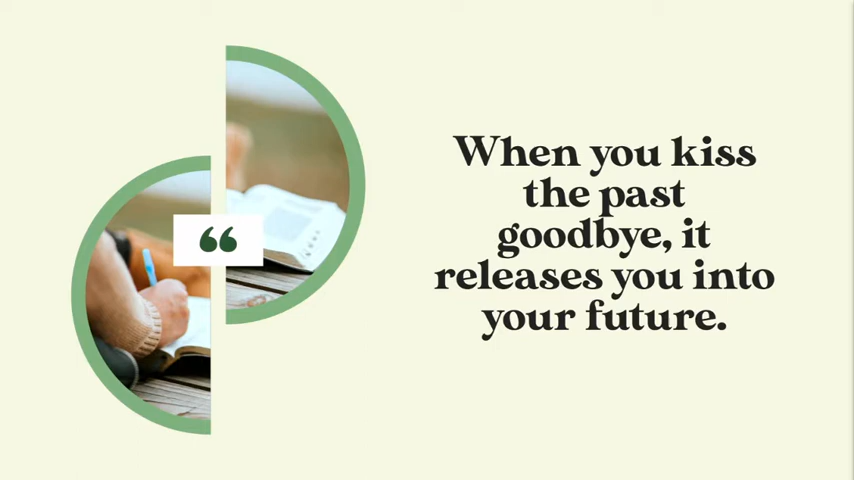 When you kiss
the past
goodbye, it
releases you into
your future.